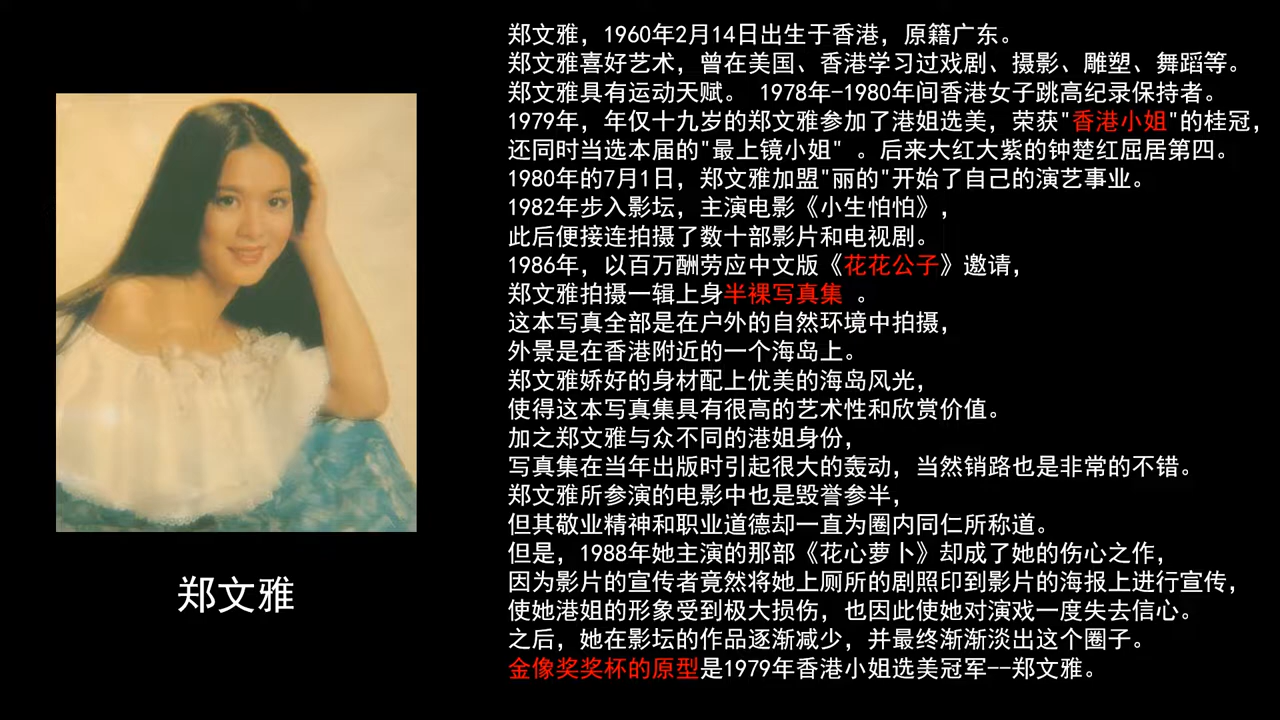 郑文雅，1960年2月14日出生于香港，原籍广东。
郑文雅喜好艺术，曾在美国、香港学习过戏剧、摄影、雕塑、舞蹈等。
郑文雅具有运动天赋。 1978年-1980年间香港女子跳高纪录保持者。
1979年，年仅十九岁的郑文雅参加了港姐选美，荣获"香港小姐"的桂冠，
还同时当选本届的"最上镜小姐" 。后来大红大紫的钟楚红屈居第四。
1980年的7月1日，郑文雅加盟"丽的"开始了自己的演艺事业。
1982年步入影坛，主演电影《小生怕怕》，
此后便接连拍摄了数十部影片和电视剧。
1986年，以百万酬劳应中文版《花花公子》邀请，
郑文雅拍摄一辑上身半裸写真集 。
这本写真全部是在户外的自然环境中拍摄，
外景是在香港附近的一个海岛上。
郑文雅娇好的身材配上优美的海岛风光，
使得这本写真集具有很高的艺术性和欣赏价值。
加之郑文雅与众不同的港姐身份，
写真集在当年出版时引起很大的轰动，当然销路也是非常的不错。
郑文雅所参演的电影中也是毁誉参半，
但其敬业精神和职业道德却一直为圈内同仁所称道。
但是，1988年她主演的那部《花心萝卜》却成了她的伤心之作，
因为影片的宣传者竟然将她上厕所的剧照印到影片的海报上进行宣传，
使她港姐的形象受到极大损伤，也因此使她对演戏一度失去信心。
之后，她在影坛的作品逐渐减少，并最终渐渐淡出这个圈子。
金像奖奖杯的原型是1979年香港小姐选美冠军--郑文雅。
郑文雅